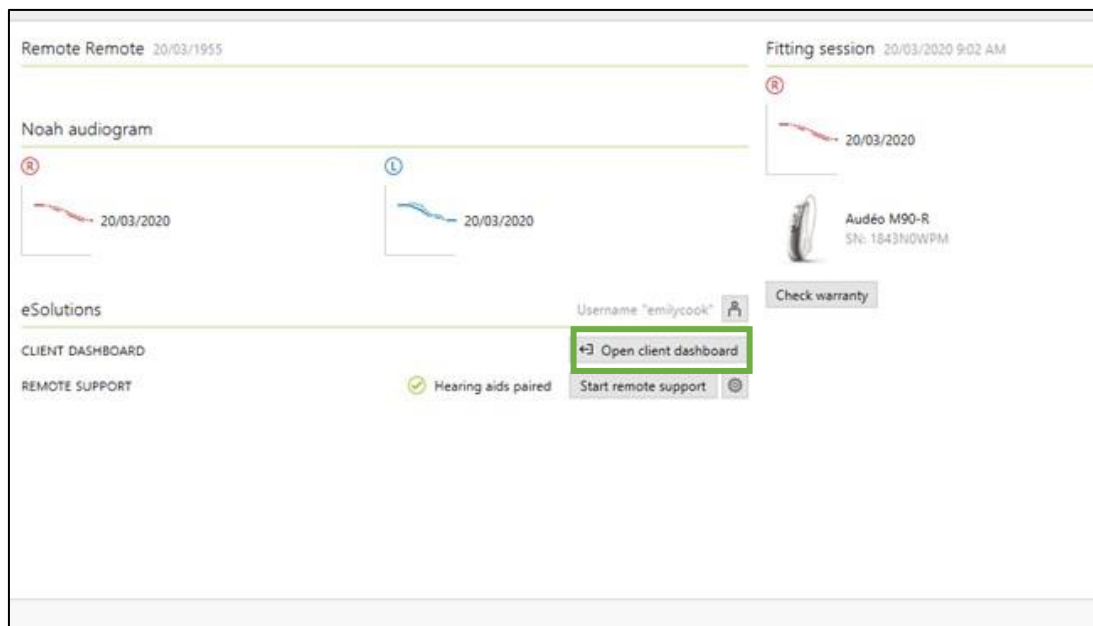 Remote Remote 20/03/1955
Noah audiogram
R
20/03/2020
L
20/03/2020
eSolutions
Username "emilycook"
CLIENT DASHBOARD
Open client dashboard
REMOTE SUPPORT
Hearing aids paired
Start remote support
Fitting session 20/03/2020 9:02 AM
R
20/03/2020
Audéo M90-R
SN: 1843N0WPM
Check warranty